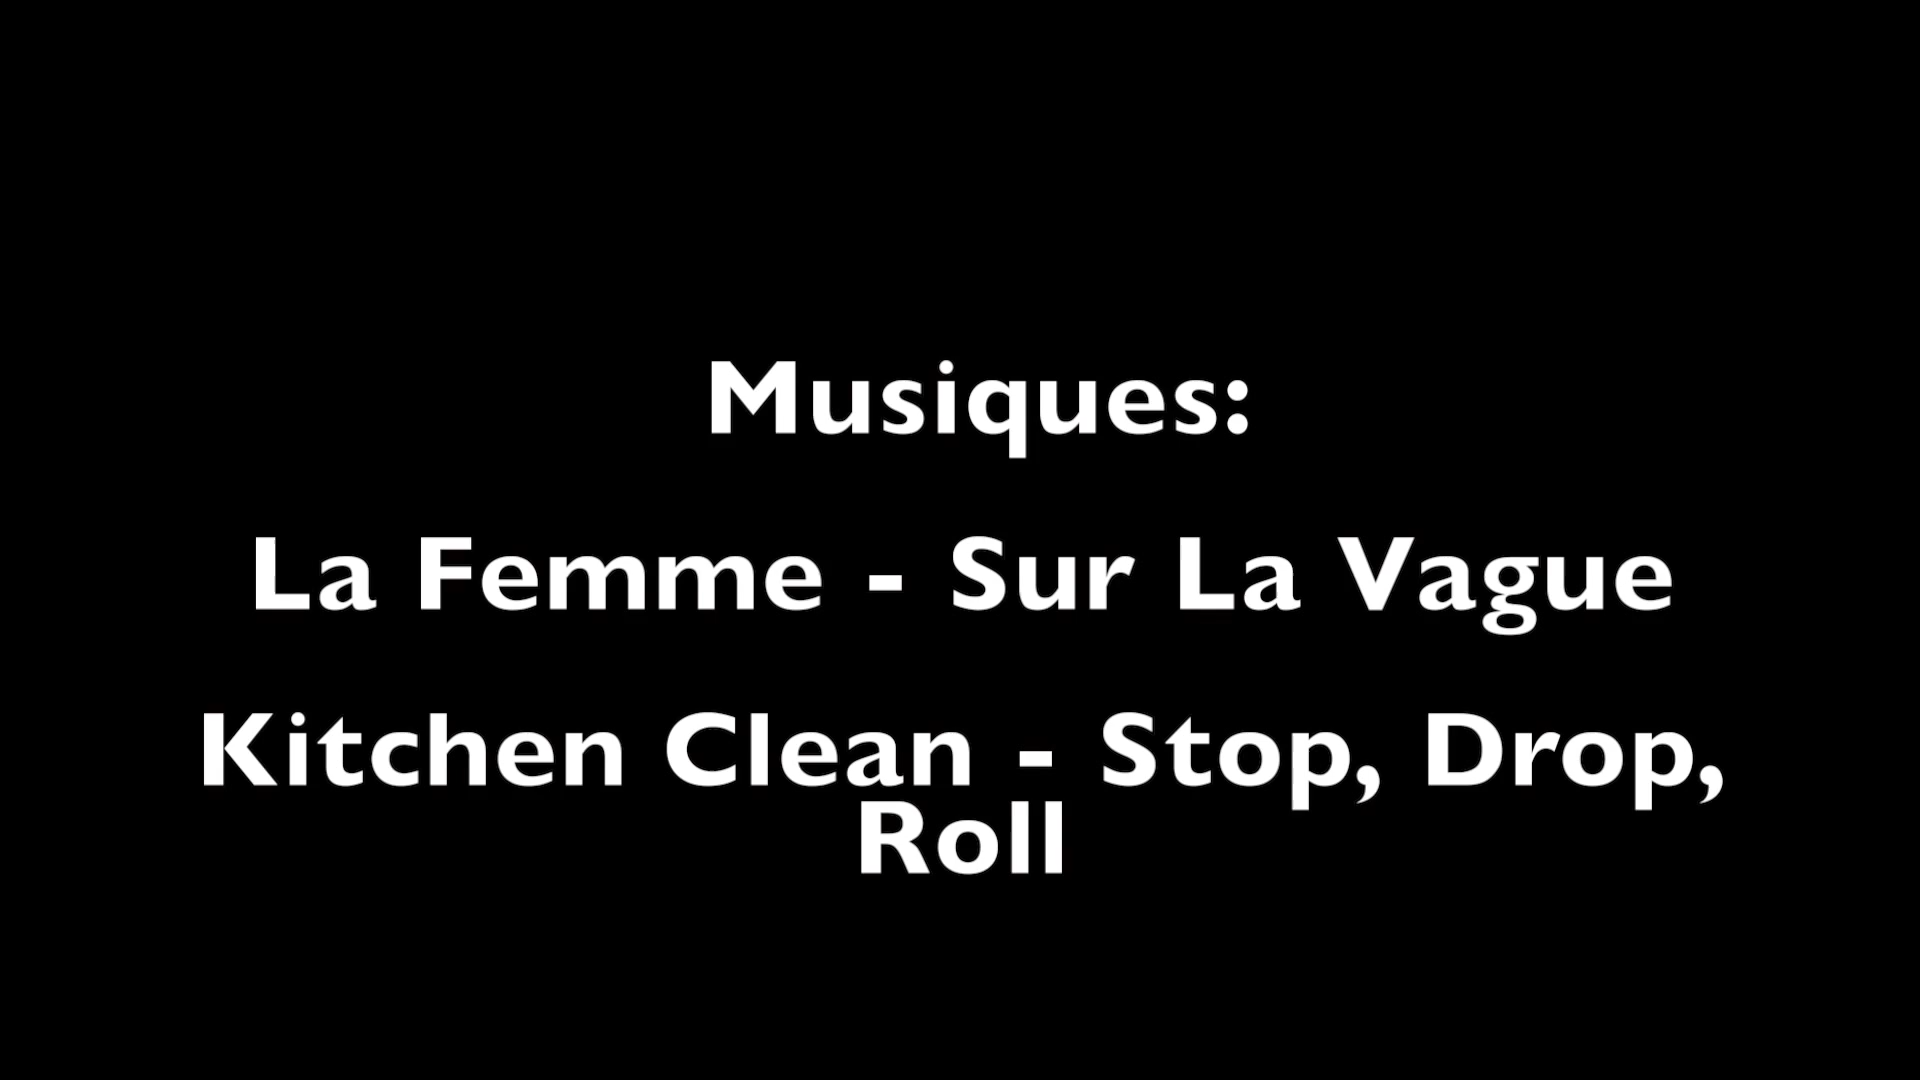 Musiques:
La Femme - Sur La Vague
Kitchen Clean - Stop, Drop,
Roll